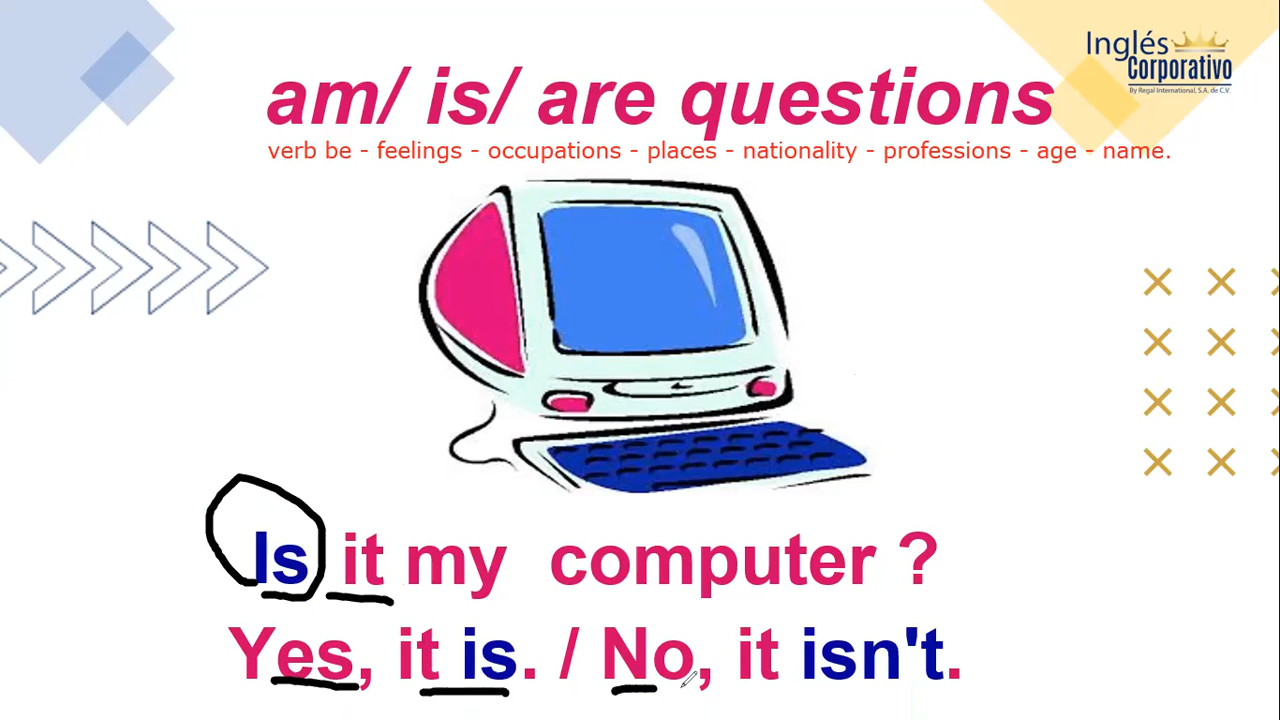 Inglés
Corporativo
By Regal International, S.A. de C.V.
am/ is/ are questions
verb be - feelings - occupations - places - nationality - professions - age - name.
Is it my computer ?
Yes, it is. / No, it isn't.